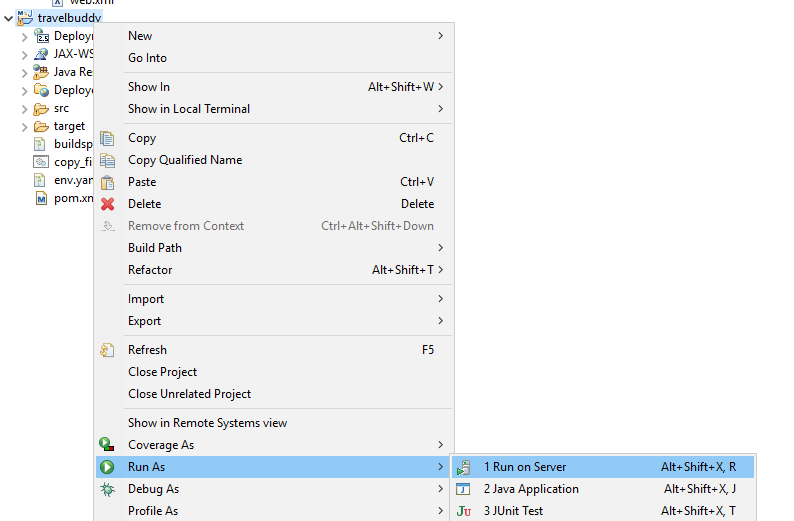 web.xml
travelbuddy
New
Deploym
Go Into
JAX-WS
Java Re
Show In Alt+Shift+W
Deploye
Show in Local Terminal
src
target
Copy Ctrl+C
buildsp
Copy Qualified Name
copy_fi
Paste Ctrl+V
env.yan
Delete Delete
pom.xn
Remove from Context Ctrl+Alt+Shift+Down
Build Path
Refactor Alt+Shift+T
Import
Export
Refresh F5
Close Project
Close Unrelated Project
Show in Remote Systems view
Coverage As
Run As
1 Run on Server Alt+Shift+X, R
Debug As
2 Java Application Alt+Shift+X, J
Profile As
3 JUnit Test Alt+Shift+X, T